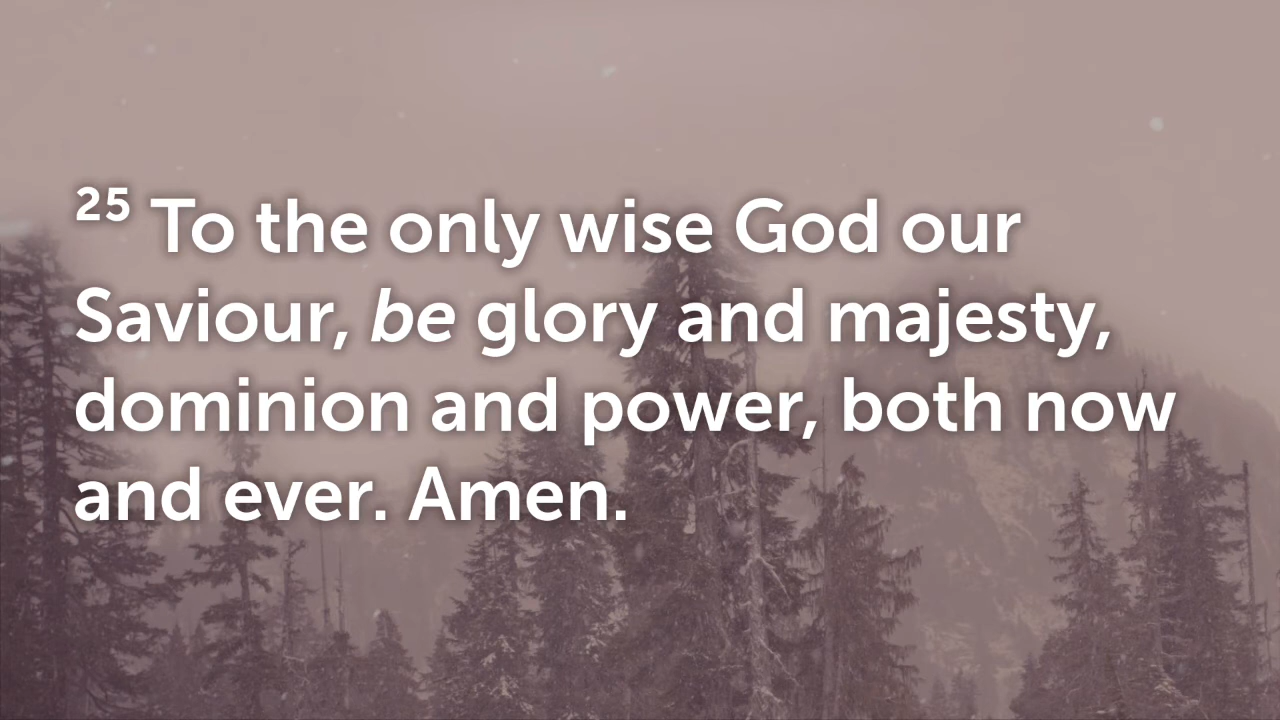 25 To the only wise God our
Saviour, be glory and majesty,
dominion and power, both now
and ever. Amen.